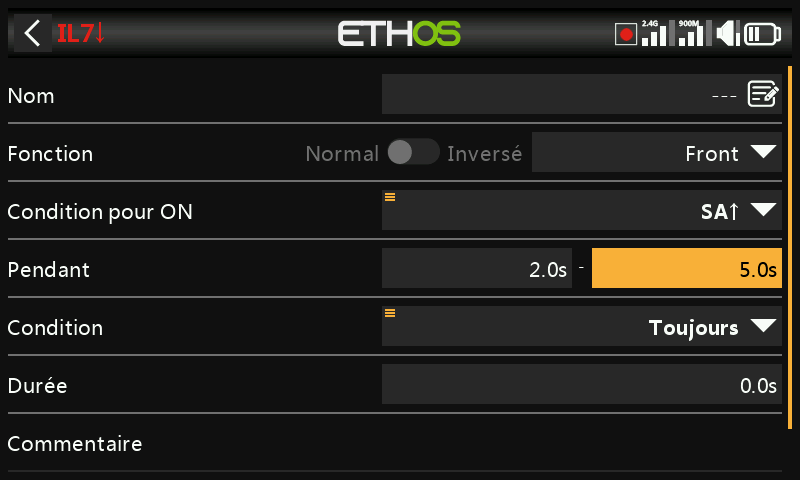 IL7↓ ETHOS 2.4G 900M
Nom ---
Fonction Normal Inversé Front
Condition pour ON SA↑
Pendant 2.0s - 5.0s
Condition Toujours
Durée 0.0s
Commentaire